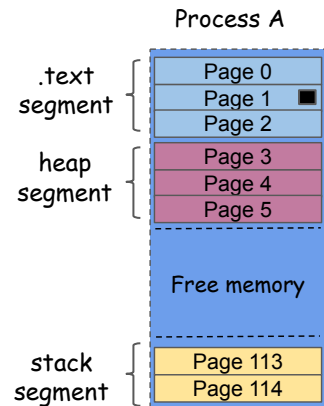 Process A
.text
segment
Page 0
Page 1
Page 2
heap
segment
Page 3
Page 4
Page 5
Free memory
stack
segment
Page 113
Page 114